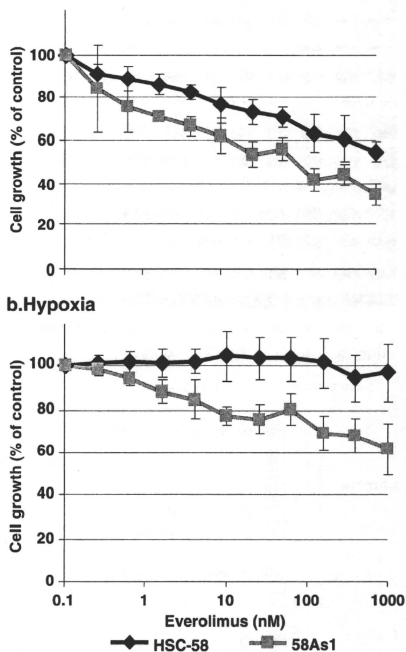 Cell growth (% of control)
100
80
60
40
20
0
b.Hypoxia
Cell growth (% of control)
100
80
60
40
20
0
0.1 1 10 100 1000
Everolimus (nM)
HSC-58 58As1